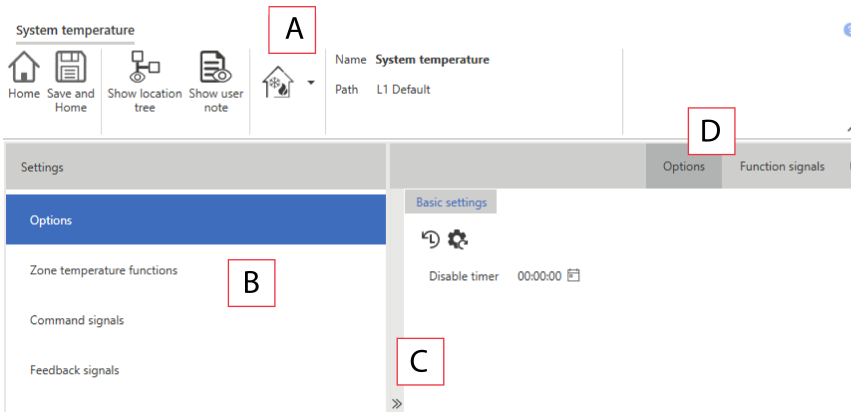 System temperature
A
Home
Save and
Home
Show location
tree
Show user
note
Name System temperature
Path L1 Default
D
Settings
Options
Function signals
Options
Zone temperature functions
Command signals
Feedback signals
B
Basic settings
Disable timer 00:00:00
C